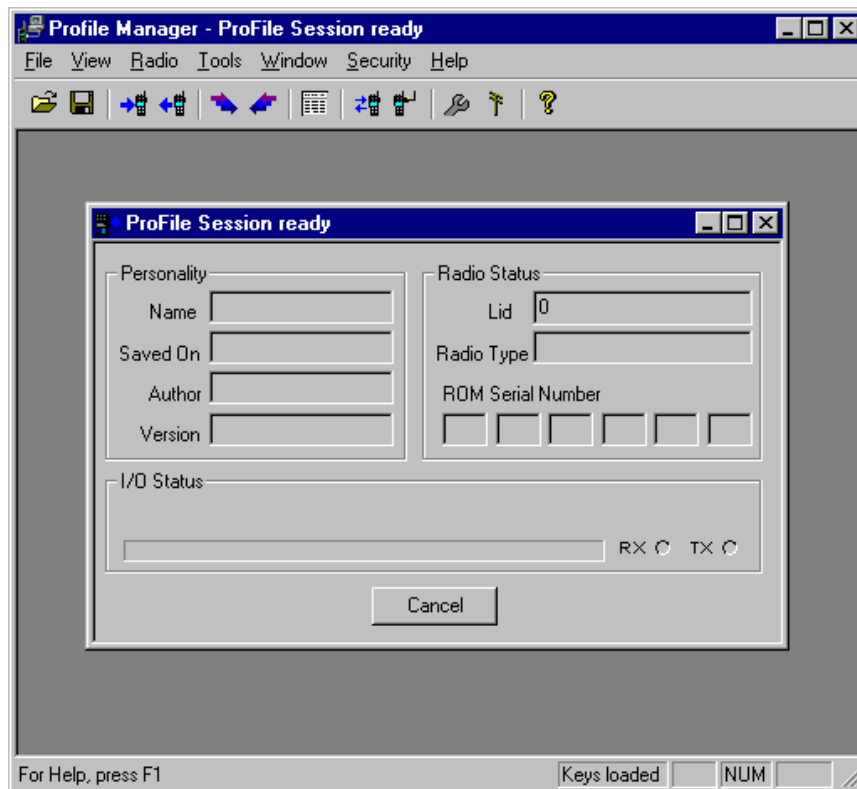 Profile Manager - ProFile Session ready
File View Radio Tools Window Security Help
ProFile Session ready
Personality
Name
Saved On
Author
Version
Radio Status
Lid 0
Radio Type
ROM Serial Number
I/O Status
RX TX
Cancel
For Help, press F1 Keys loaded NUM